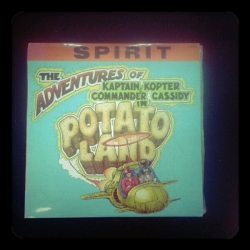 SPIRIT
THE ADVENTURES OF
KAPTAIN KOPTER
COMMANDER CASSIDY
IN
POTATO
LAND